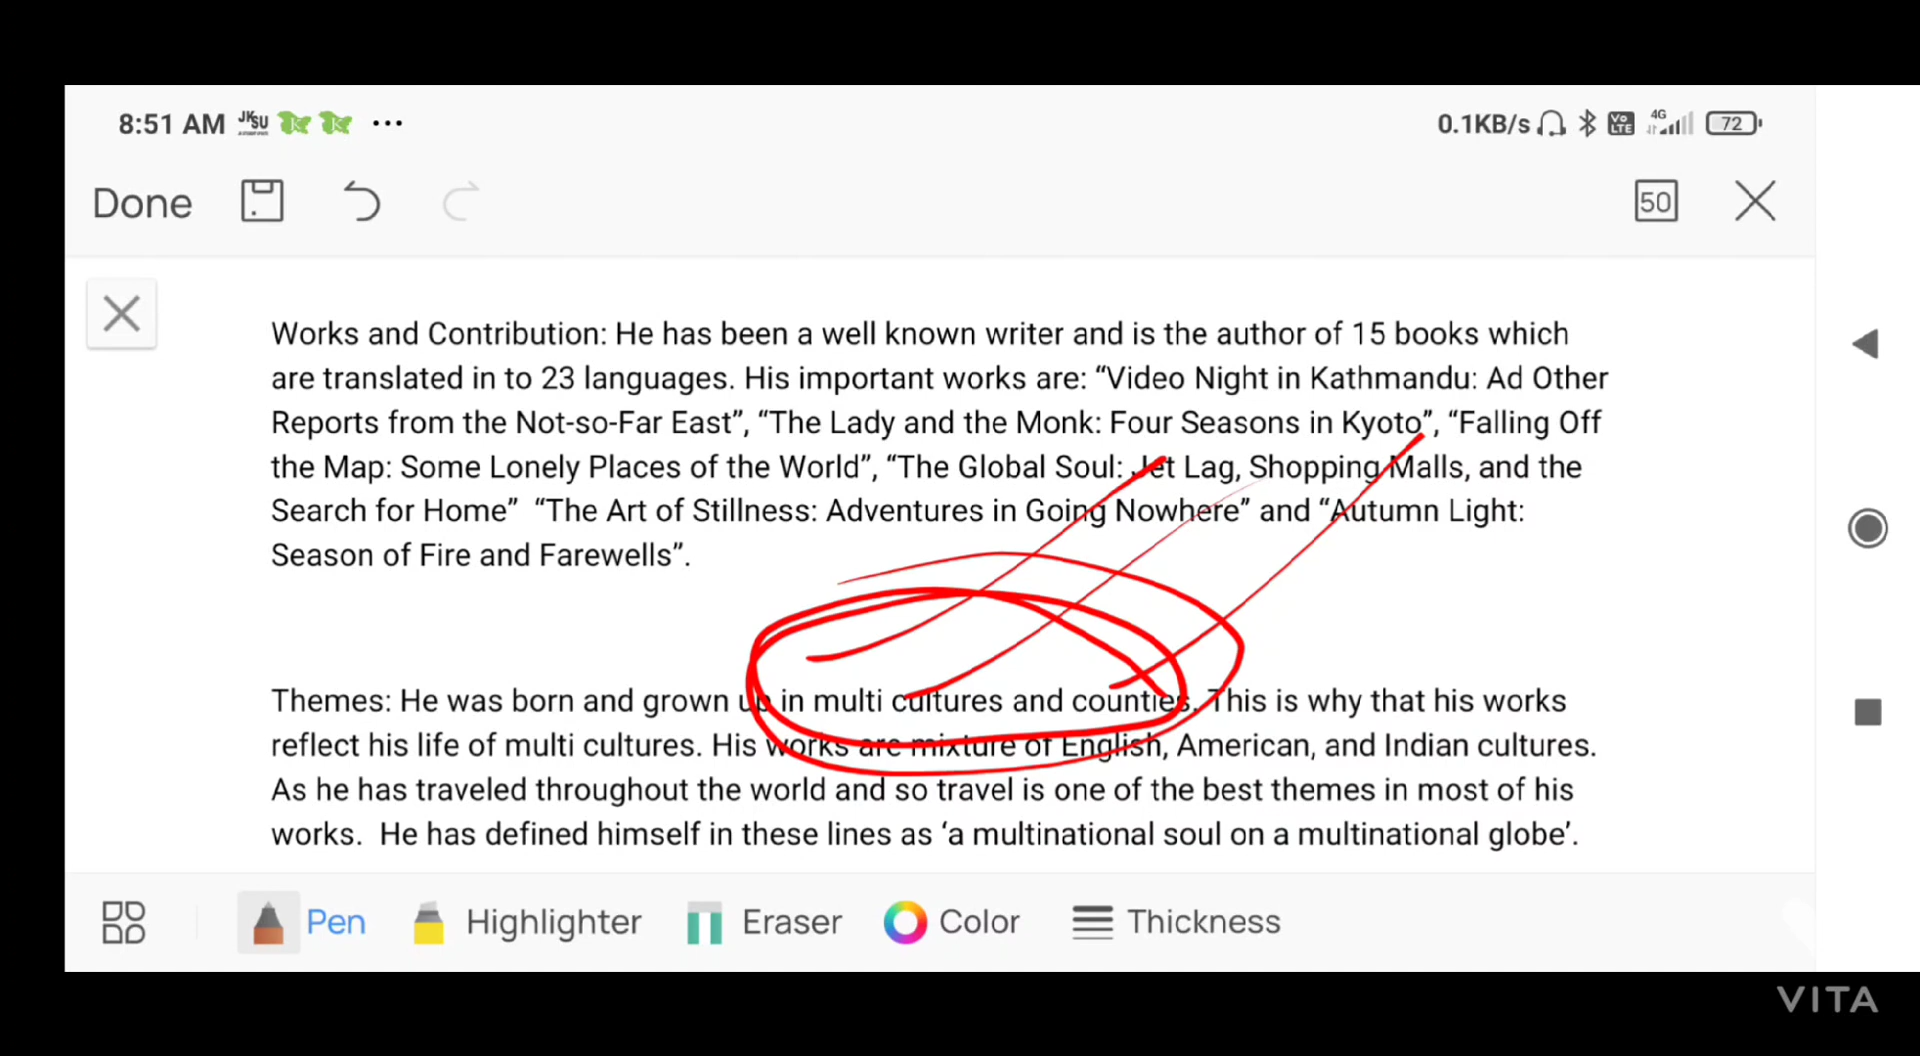 8:51 AM JKSU ... 0.1KB/s Vo LTE 4G 72
Done 50
Works and Contribution: He has been a well known writer and is the author of 15 books which
are translated in to 23 languages. His important works are: “Video Night in Kathmandu: Ad Other
Reports from the Not-so-Far East”, “The Lady and the Monk: Four Seasons in Kyoto”, “Falling Off
the Map: Some Lonely Places of the World”, “The Global Soul: Jet Lag, Shopping Malls, and the
Search for Home” “The Art of Stillness: Adventures in Going Nowhere” and “Autumn Light:
Season of Fire and Farewells”.
Themes: He was born and grown up in multi cultures and counties. This is why that his works
reflect his life of multi cultures. His works are mixture of English, American, and Indian cultures.
As he has traveled throughout the world and so travel is one of the best themes in most of his
works. He has defined himself in these lines as ‘a multinational soul on a multinational globe’.
Pen Highlighter Eraser Color Thickness
VITA